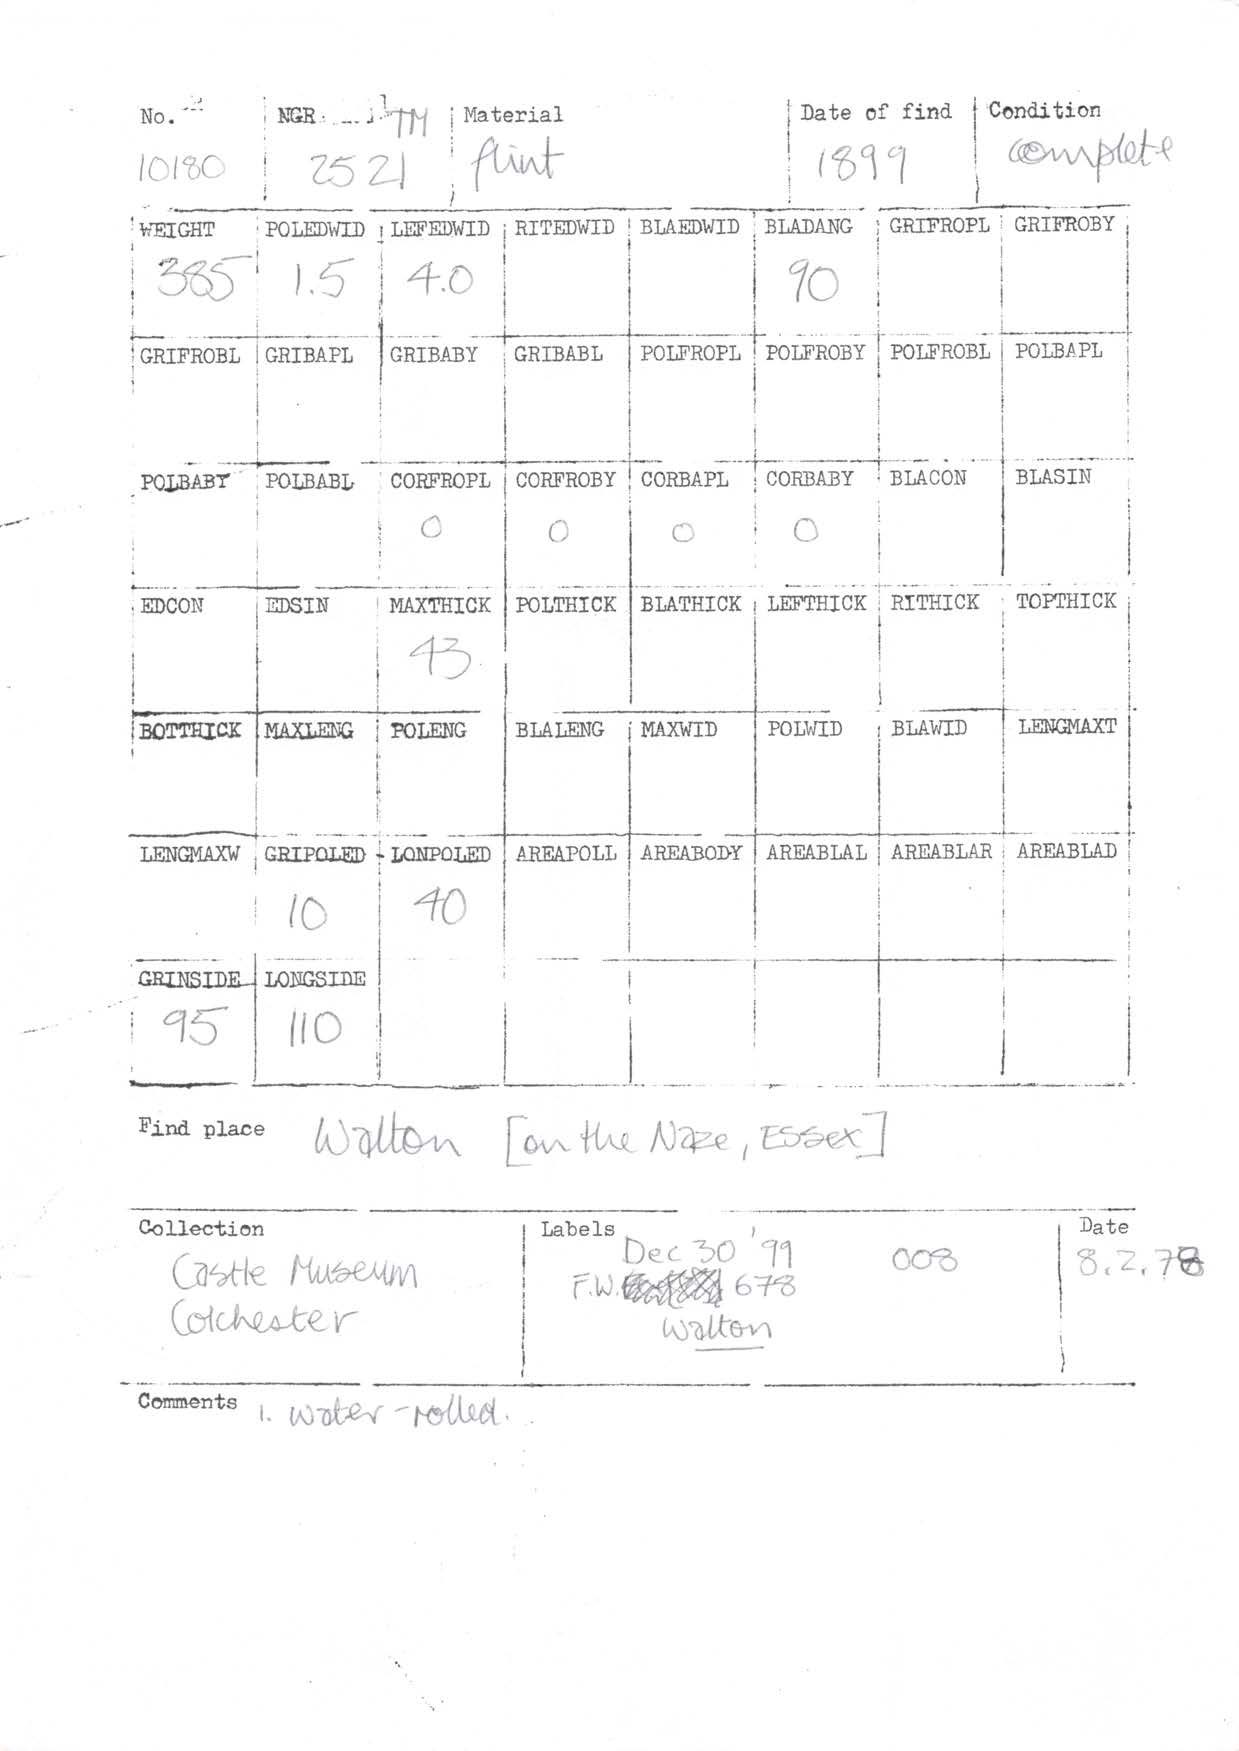 No. NGR TM Material Date of find Condition
10180 2521 flint 1899 complete
WEIGHT POLEDWID LEFEDWID RITEDWID BLAEDWID BLADANG GRIFROPL GRIFROBY
385 1.5 4.0 90
GRIFROBL GRIBAPL GRIBABY GRIBABL POLFROPL POLFROBY POLFROBL POLBAPL
POLBABY POLBABL CORFROPL CORFROBY CORBAPL CORBABY BLACON BLASIN
0 0 0 0
EDCON EDSIN MAXTHICK POLTHICK BLATHICK LEFTHICK RITHICK TOPTHICK
43
BOTTHICK MAXLENG POLENG BLALENG MAXWID POLWID BLAWID LENGMAXT
LENGMAXW GRIPOLED LONPOLED AREAPOLL AREABODY AREABLAL AREABLAR AREABLAD
10 40
GRINSIDE LONGSIDE
95 110
Find place Walton [on the Naze, Essex]
Collection Labels Date
Dec 30 '99 008 8.2.78
Castle Museum F.W. 678
Colchester Walton
Comments 1. water-rolled.